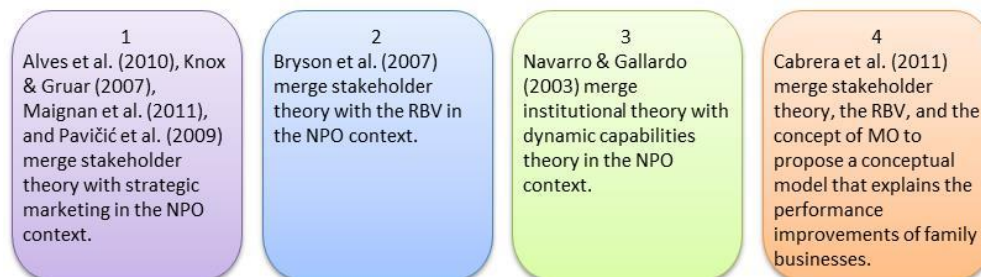 1
Alves et al. (2010), Knox
& Gruar (2007),
Maignan et al. (2011),
and Pavičić et al. (2009)
merge stakeholder
theory with strategic
marketing in the NPO
context.
2
Bryson et al. (2007)
merge stakeholder
theory with the RBV in
the NPO context.
3
Navarro & Gallardo
(2003) merge
institutional theory with
dynamic capabilities
theory in the NPO
context.
4
Cabrera et al. (2011)
merge stakeholder
theory, the RBV, and the
concept of MO to
propose a conceptual
model that explains the
performance
improvements of family
businesses.